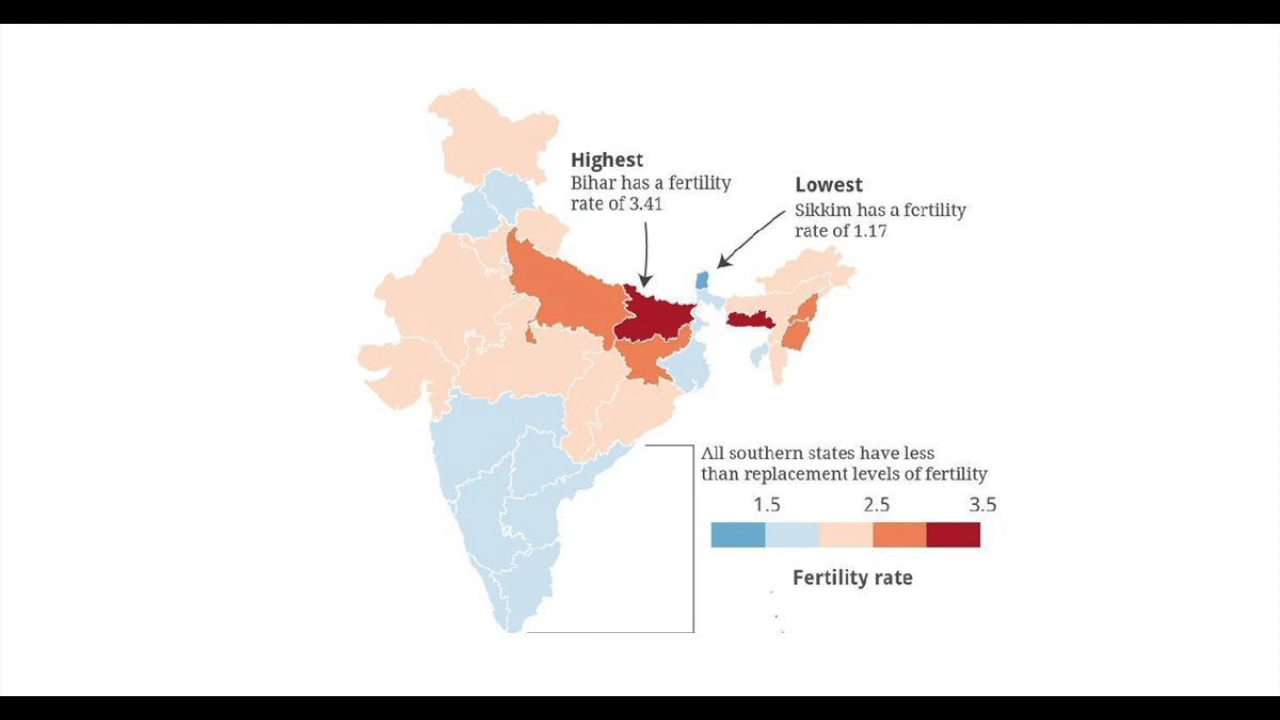 Highest
Bihar has a fertility
rate of 3.41
Lowest
Sikkim has a fertility
rate of 1.17
All southern states have less
than replacement levels of fertility
1.5 2.5 3.5
Fertility rate